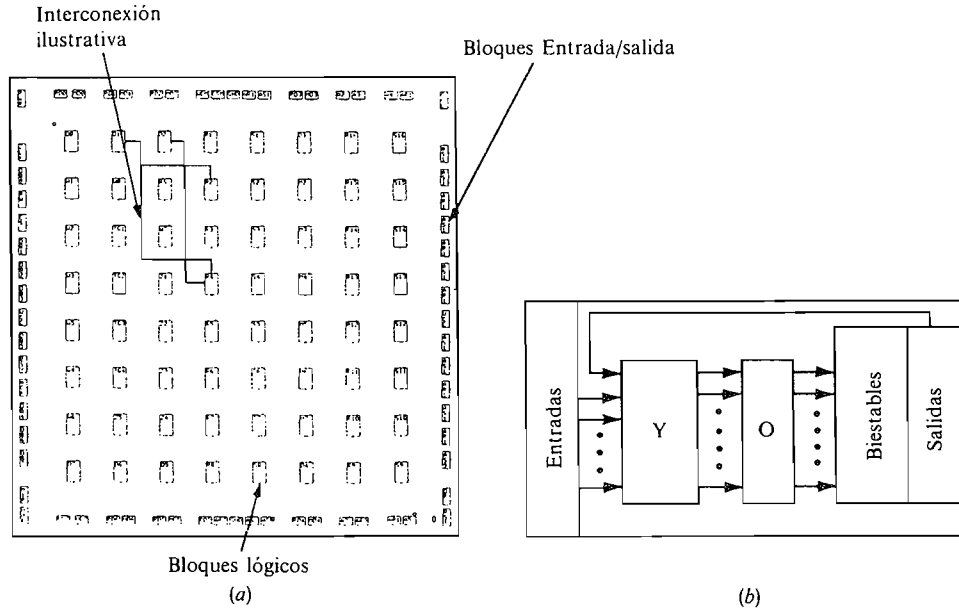 Interconexión
ilustrativa
Bloques Entrada/salida
Bloques lógicos
(a)
Entradas
Y
O
Biestables
Salidas
(b)